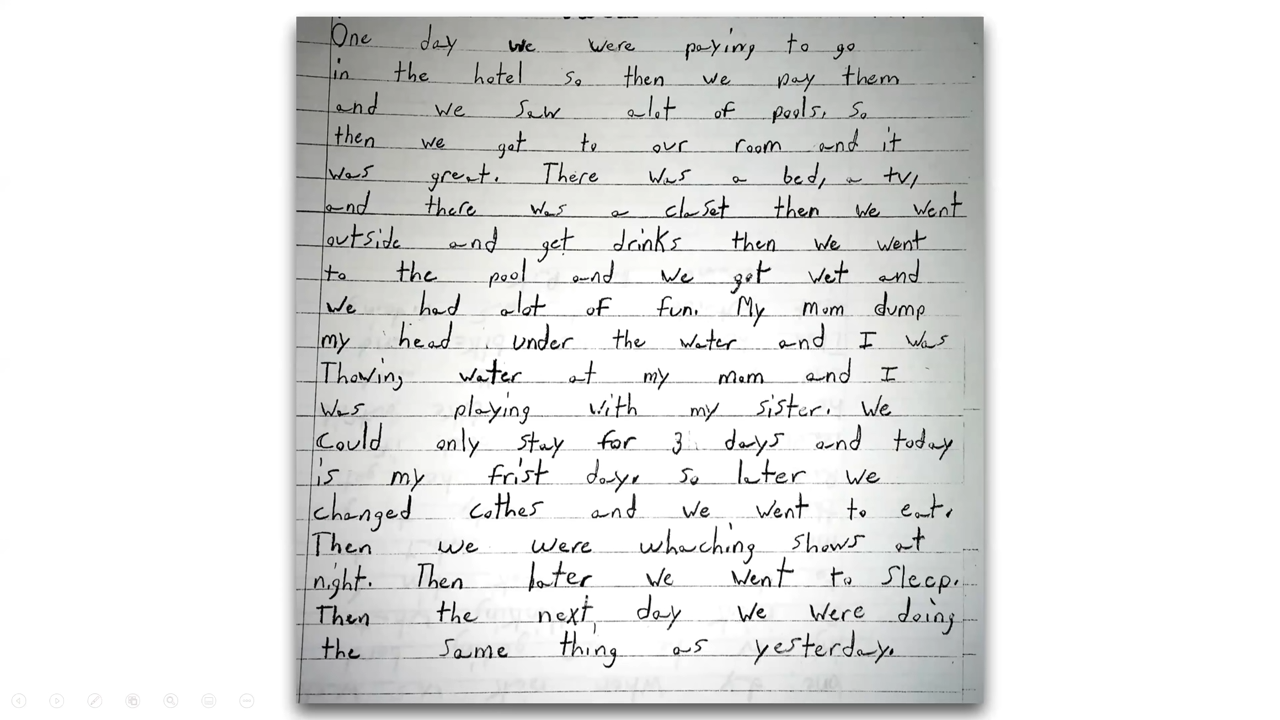 One day we were paying to go
in the hotel so then we pay them
and we saw alot of pools. So
then we got to our room and it
was great. There was a bed, a tv,
and there was a closet then we went
outside and get drinks then we went
to the pool and we got wet and
we had alot of fun. My mom dump
my head under the water and I was
Thowing water at my mom and I
was playing with my sister. We
could only stay for 3 days and today
is my frist day. So later we
changed cothes and we went to eat.
Then we were whaching shows at
night. Then later we went to sleep.
Then the next day we were doing
the same thing as yesterday.